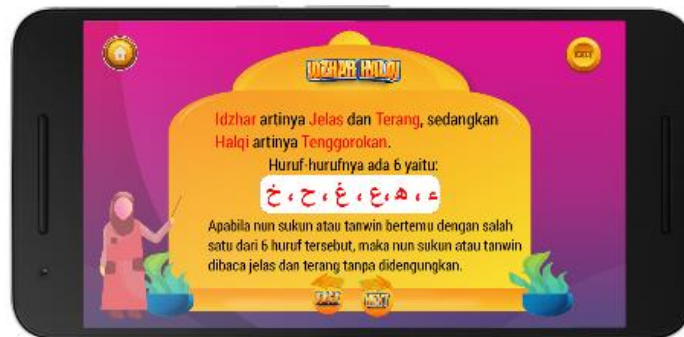 IDZHAR HALQI
Idzhar artinya Jelas dan Terang, sedangkan
Halqi artinya Tenggorokan.
Huruf-hurufnya ada 6 yaitu:
ء ، ه ،ع ، غ ، ح ، خ
Apabila nun sukun atau tanwin bertemu dengan salah
satu dari 6 huruf tersebut, maka nun sukun atau tanwin
dibaca jelas dan terang tanpa didengungkan.
NEXT